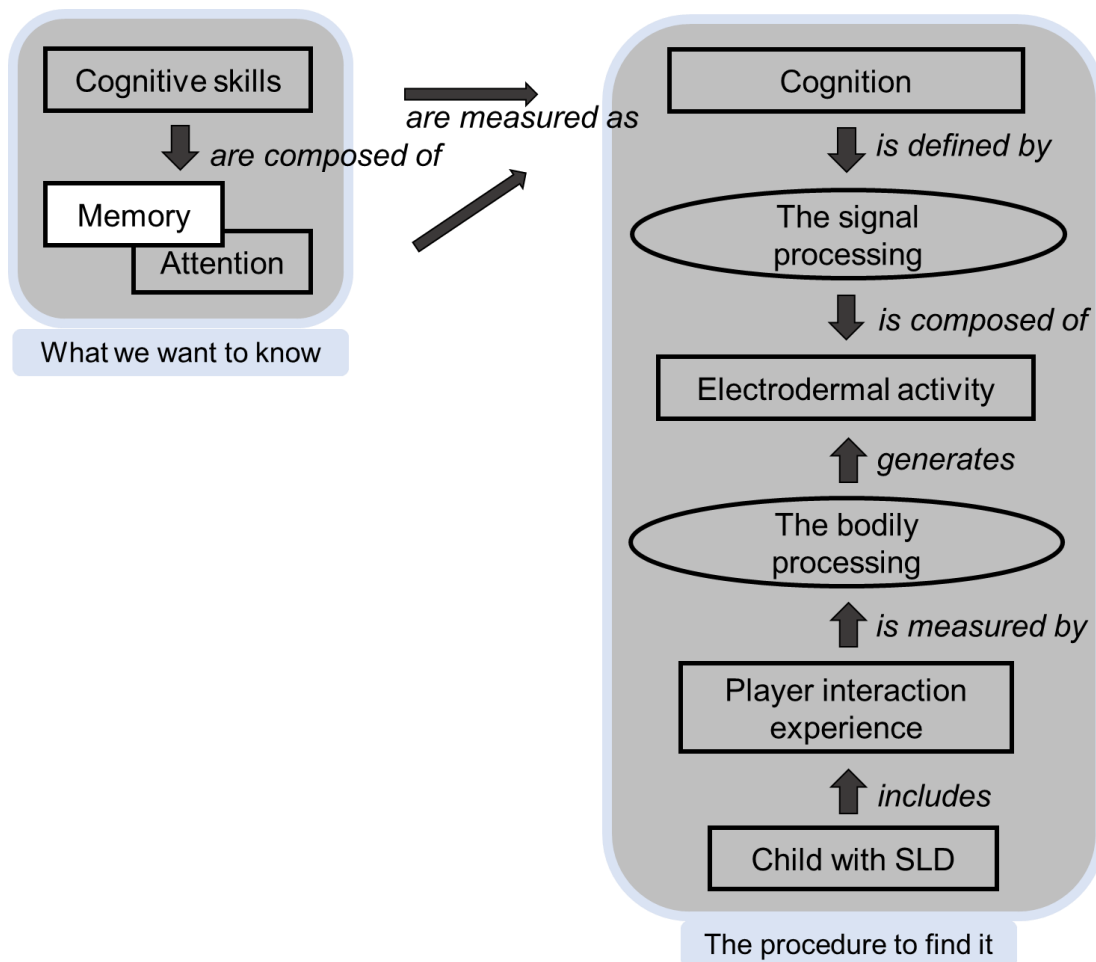 Cognitive skills
are composed of
Memory
Attention
What we want to know
are measured as
Cognition
is defined by
The signal
processing
is composed of
Electrodermal activity
generates
The bodily
processing
is measured by
Player interaction
experience
includes
Child with SLD
The procedure to find it